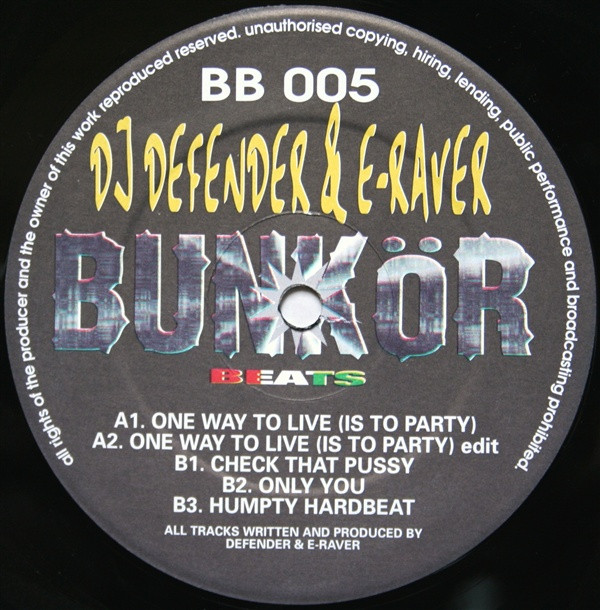 all rights of the producer and the owner of this work reproduced reserved. unauthorised copying, hiring, lending, public performance and broadcasting prohibited.
BB 005
DJ DEFENDER & E-RAVER
BUNKÖR
BEATS
A1. ONE WAY TO LIVE (IS TO PARTY)
A2. ONE WAY TO LIVE (IS TO PARTY) edit
B1. CHECK THAT PUSSY
B2. ONLY YOU
B3. HUMPTY HARDBEAT
ALL TRACKS WRITTEN AND PRODUCED BY
DEFENDER & E-RAVER